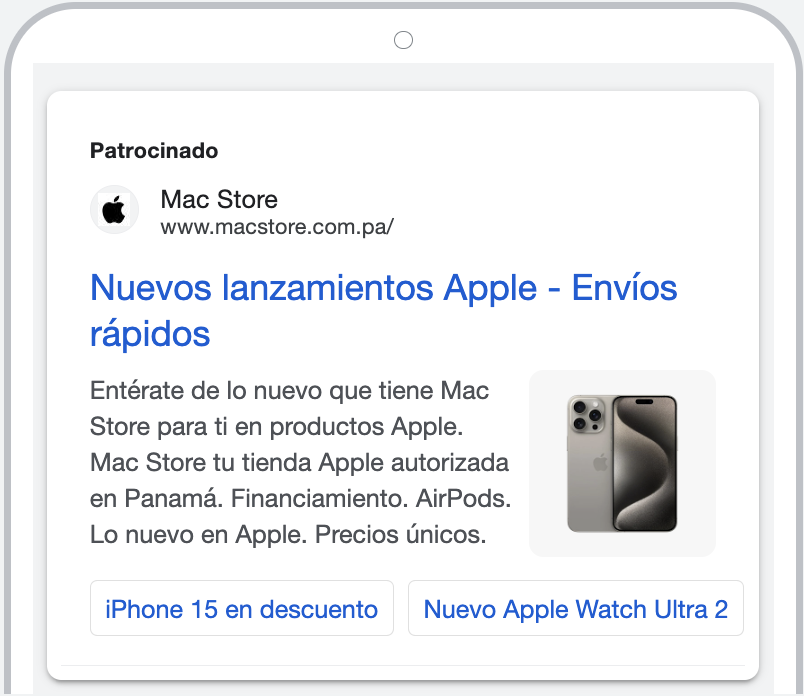 Patrocinado
Mac Store
www.macstore.com.pa/
Nuevos lanzamientos Apple - Envíos
rápidos
Entérate de lo nuevo que tiene Mac
Store para ti en productos Apple.
Mac Store tu tienda Apple autorizada
en Panamá. Financiamiento. AirPods.
Lo nuevo en Apple. Precios únicos.
iPhone 15 en descuento
Nuevo Apple Watch Ultra 2